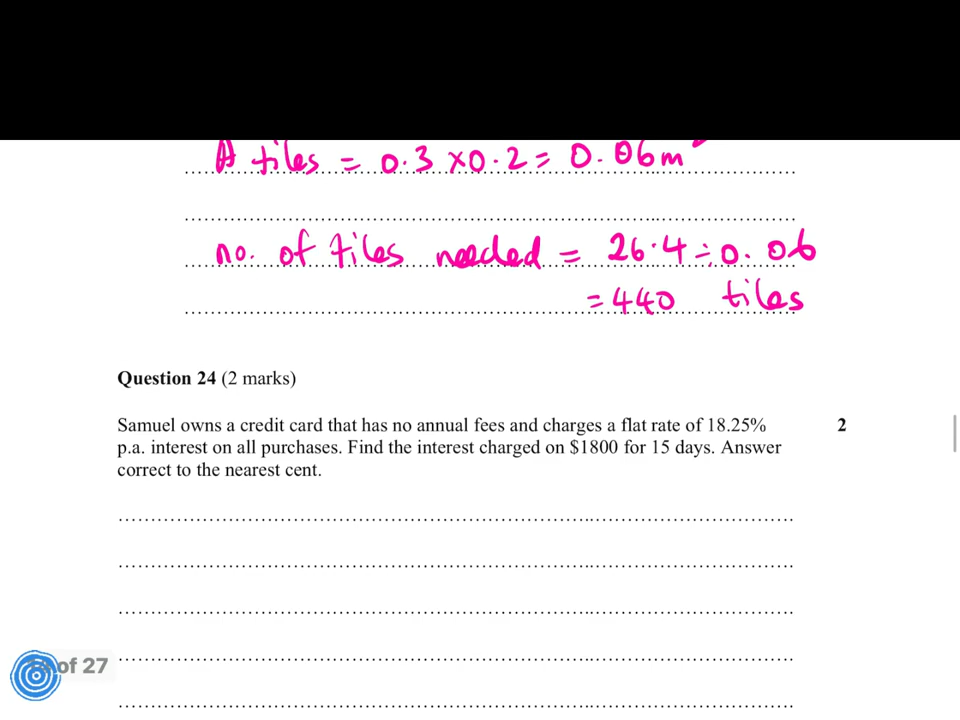 A tiles = 0.3 x0.2 = 0.06m²
no. of tiles needed = 26.4 ÷ 0.06
= 440 tiles
Question 24 (2 marks)
Samuel owns a credit card that has no annual fees and charges a flat rate of 18.25% 2
p.a. interest on all purchases. Find the interest charged on $1800 for 15 days. Answer
correct to the nearest cent.
of 27